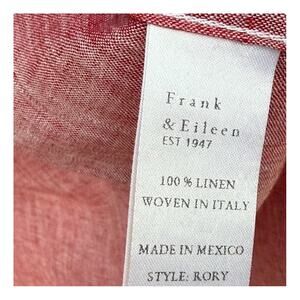 Frank
& Eileen
EST 1947
100% LINEN
WOVEN IN ITALY
MADE IN MEXICO
STYLE: RORY